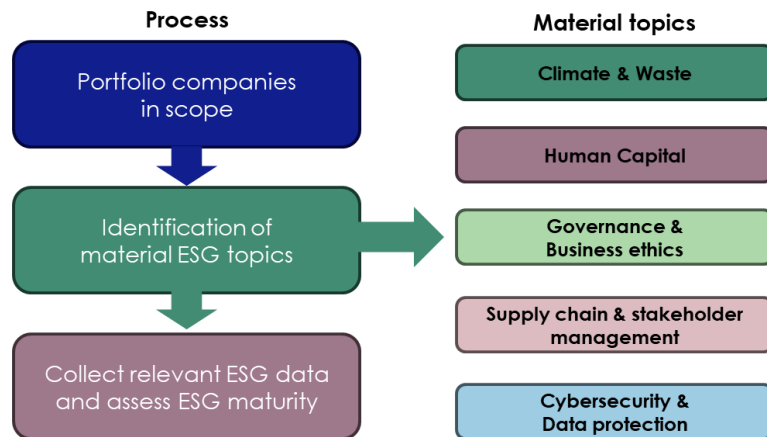 Process
Portfolio companies
in scope
Identification of
material ESG topics
Collect relevant ESG data
and assess ESG maturity
Material topics
Climate & Waste
Human Capital
Governance &
Business ethics
Supply chain & stakeholder
management
Cybersecurity &
Data protection